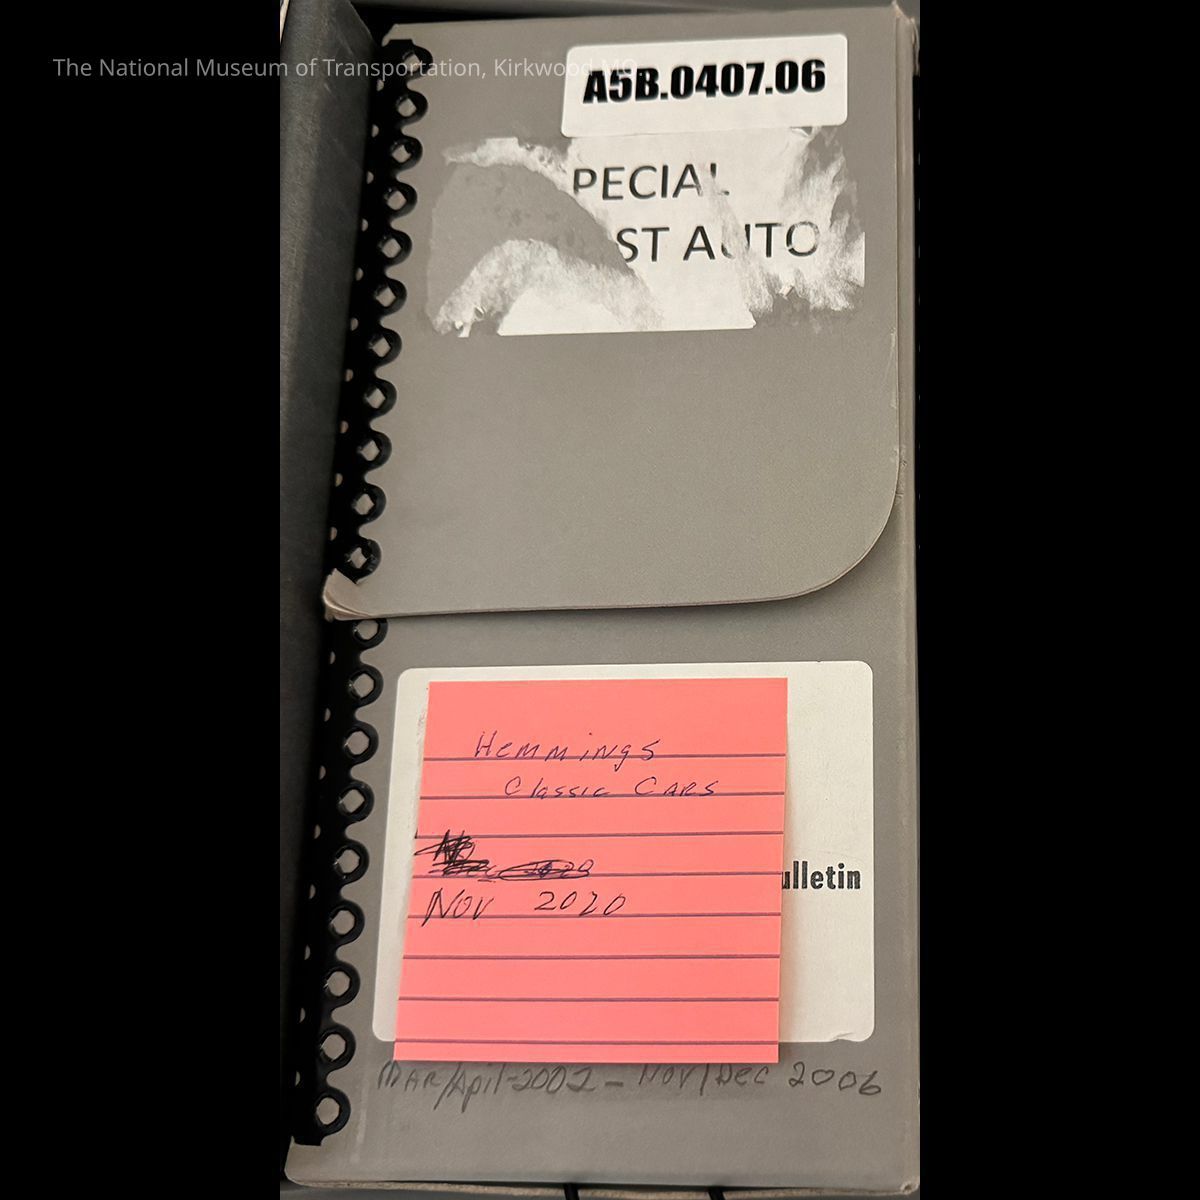 The National Museum of Transportation, Kirkwood MO
A5B.0407.06
PECIAL
ST AUTO
Hemmings
Classic Cars
Nov 2020
ulletin
Mar/Apil-2002 - Nov/Dec 2006